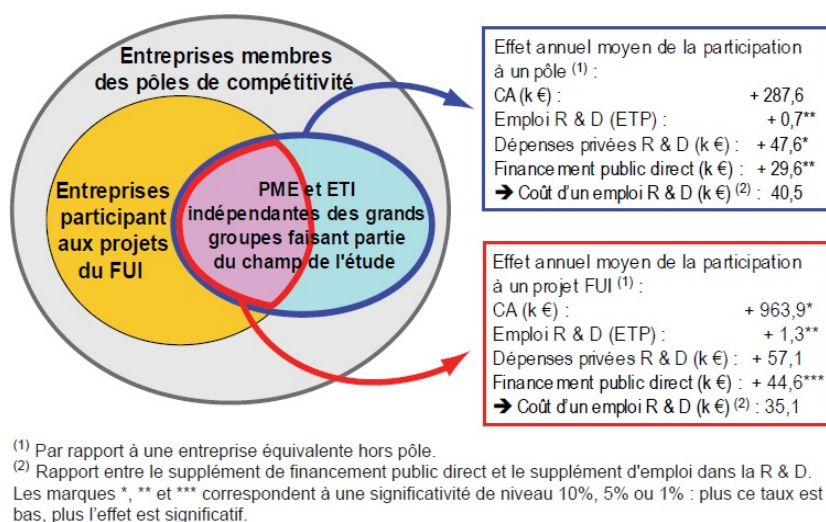 Entreprises membres
des pôles de compétitivité
Entreprises
participant
aux projets
du FUI
PME et ETI
indépendantes des grands
groupes faisant partie
du champ de l'étude
Effet annuel moyen de la participation
à un pôle (1) :
CA (k €) : + 287,6
Emploi R & D (ETP) : + 0,7**
Dépenses privées R & D (k €) : + 47,6*
Financement public direct (k €) : + 29,6**
➔ Coût d'un emploi R & D (k €) (2) : 40,5
Effet annuel moyen de la participation
à un projet FUI (1) :
CA (k €) : + 963,9*
Emploi R & D (ETP) : + 1,3**
Dépenses privées R & D (k €) : + 57,1
Financement public direct (k €) : + 44,6***
➔ Coût d'un emploi R & D (k €) (2) : 35,1
(1) Par rapport à une entreprise équivalente hors pôle.
(2) Rapport entre le supplément de financement public direct et le supplément d'emploi dans la R & D.
Les marques *, ** et *** correspondent à une significativité de niveau 10%, 5% ou 1% : plus ce taux est
bas, plus l'effet est significatif.